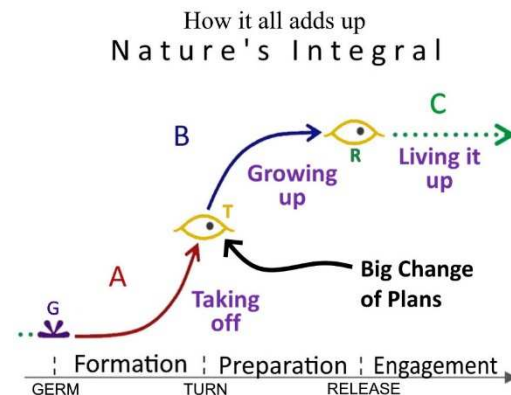 How it all adds up
Nature's Integral
C
B
R
Growing up
Living it up
T
A
Big Change of Plans
G
Taking off
Formation ¦ Preparation ¦ Engagement
GERM TURN RELEASE